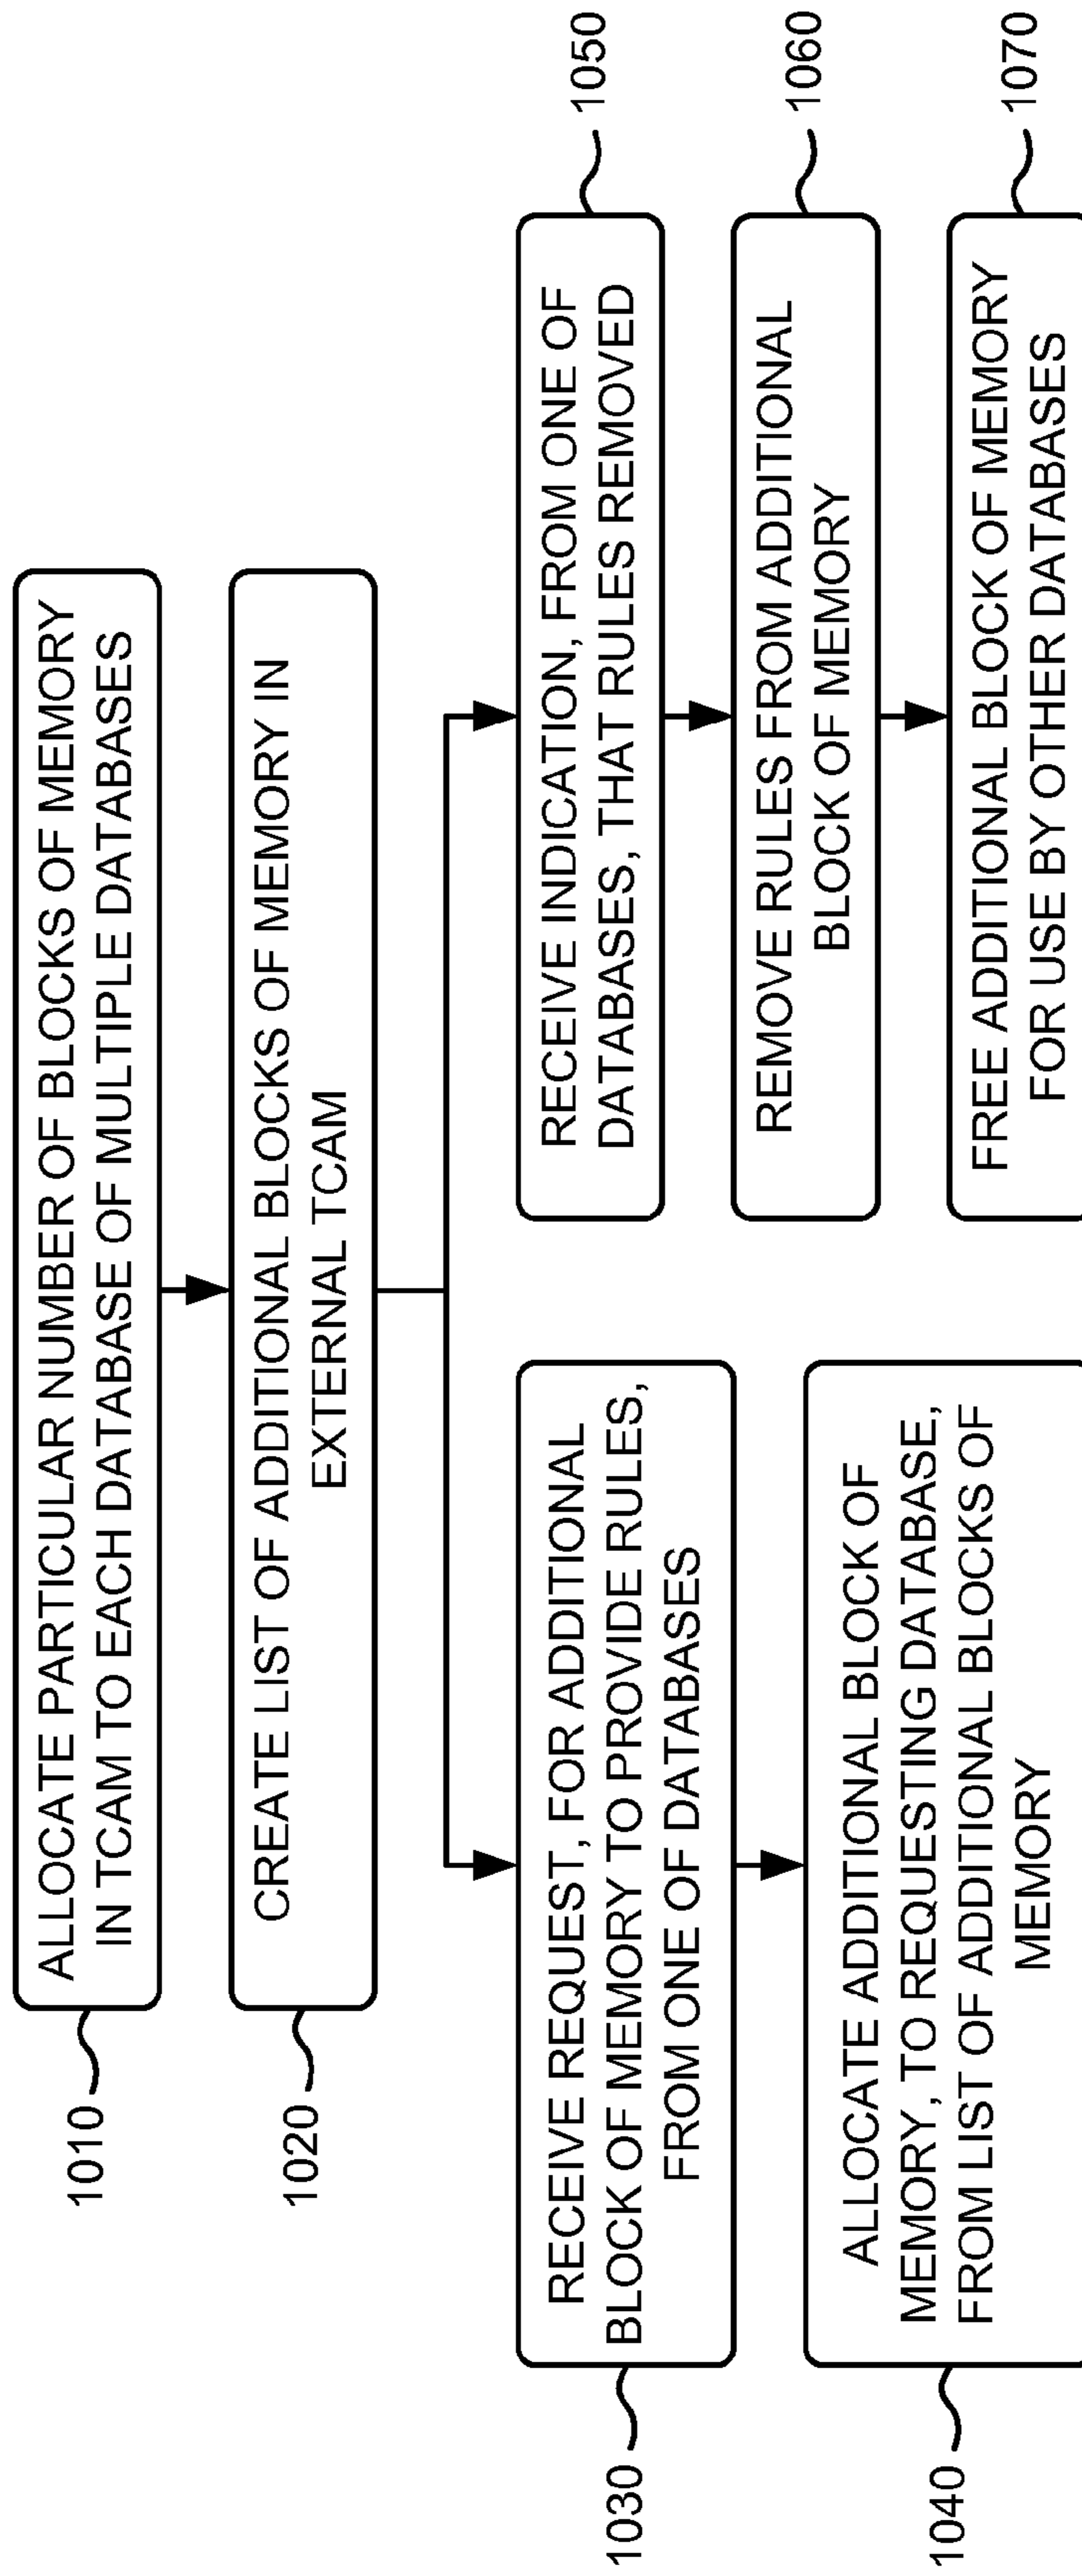 1010
ALLOCATE PARTICULAR NUMBER OF BLOCKS OF MEMORY
IN TCAM TO EACH DATABASE OF MULTIPLE DATABASES
1020
CREATE LIST OF ADDITIONAL BLOCKS OF MEMORY IN
EXTERNAL TCAM
1030
RECEIVE REQUEST, FOR ADDITIONAL
BLOCK OF MEMORY TO PROVIDE RULES,
FROM ONE OF DATABASES
1040
ALLOCATE ADDITIONAL BLOCK OF
MEMORY, TO REQUESTING DATABASE,
FROM LIST OF ADDITIONAL BLOCKS OF
MEMORY
1050
RECEIVE INDICATION, FROM ONE OF
DATABASES, THAT RULES REMOVED
1060
REMOVE RULES FROM ADDITIONAL
BLOCK OF MEMORY
1070
FREE ADDITIONAL BLOCK OF MEMORY
FOR USE BY OTHER DATABASES